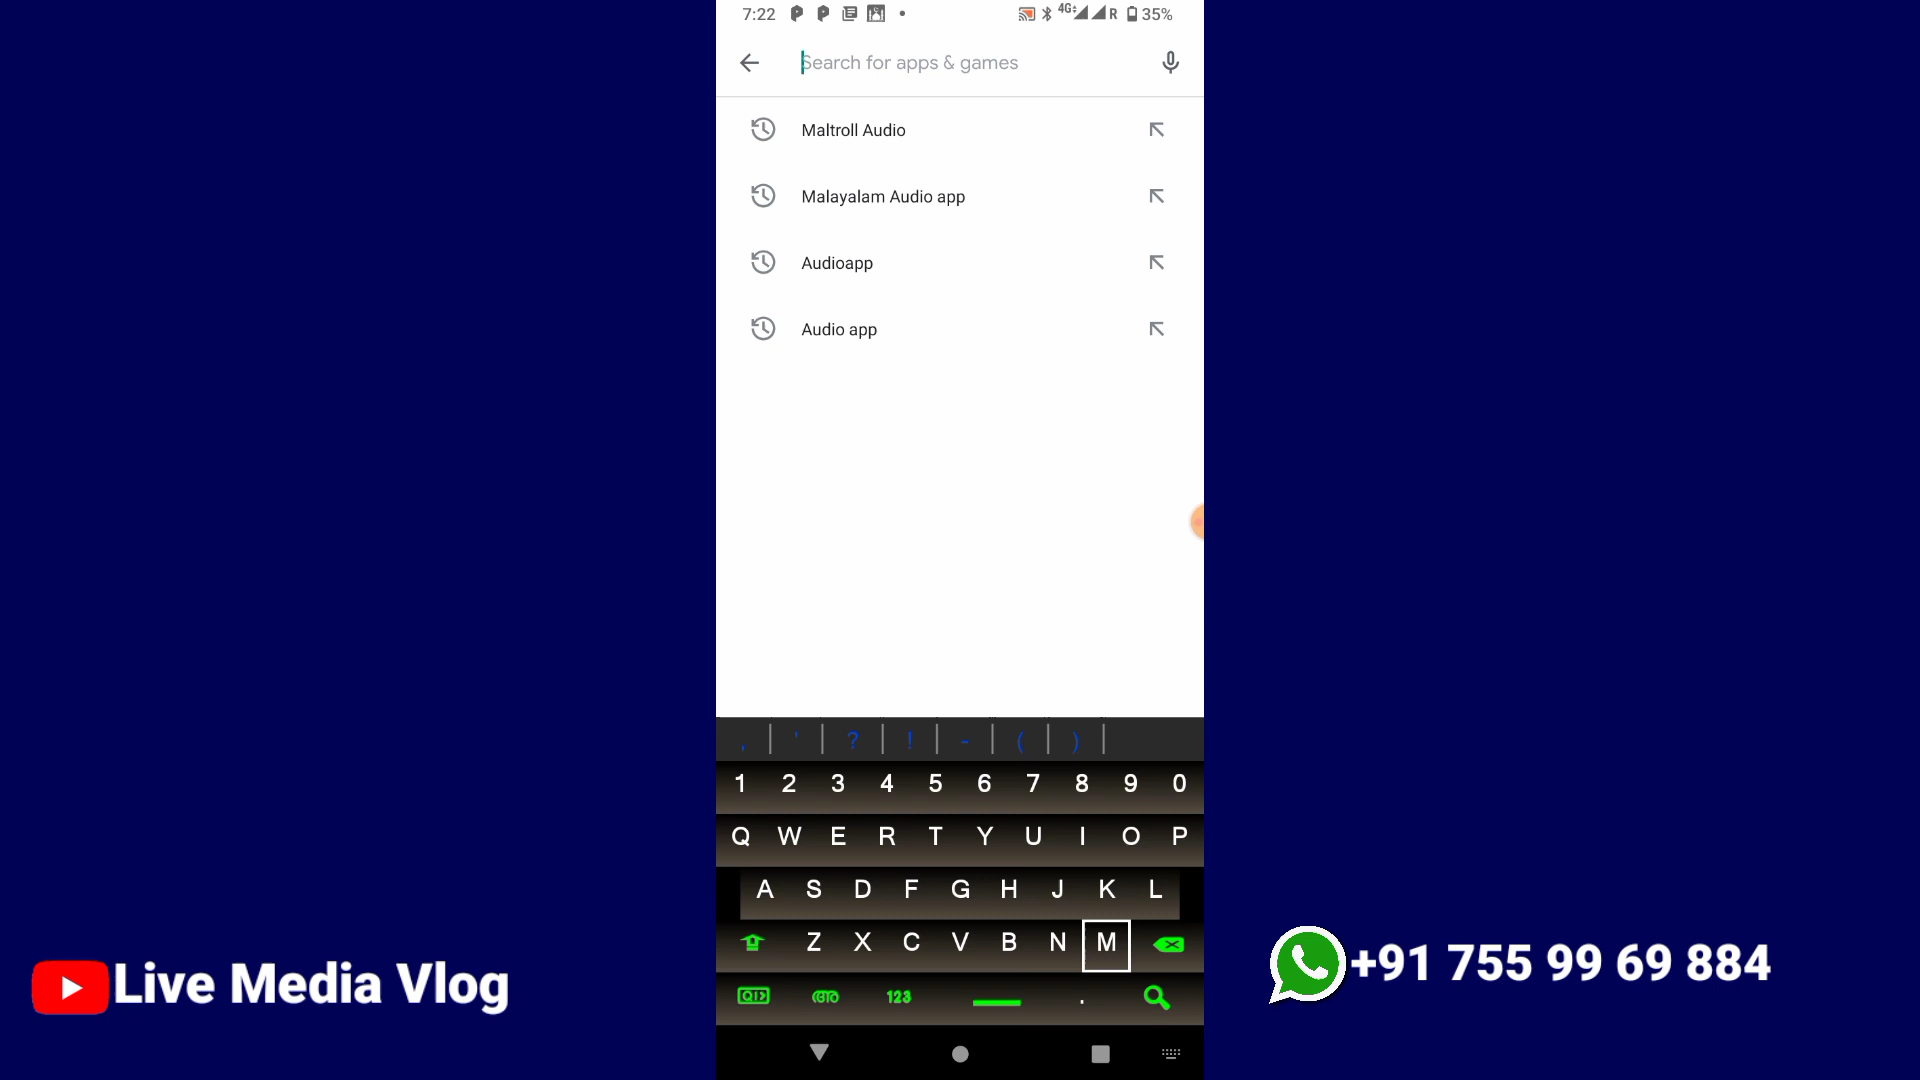 7:22
4G R 35%
Search for apps & games
Maltroll Audio
Malayalam Audio app
Audioapp
Audio app
, ' ? ! - ( )
1 2 3 4 5 6 7 8 9 0
Q W E R T Y U I O P
A S D F G H J K L
Z X C V B N M
അ 123 .
Live Media Vlog
+91 755 99 69 884